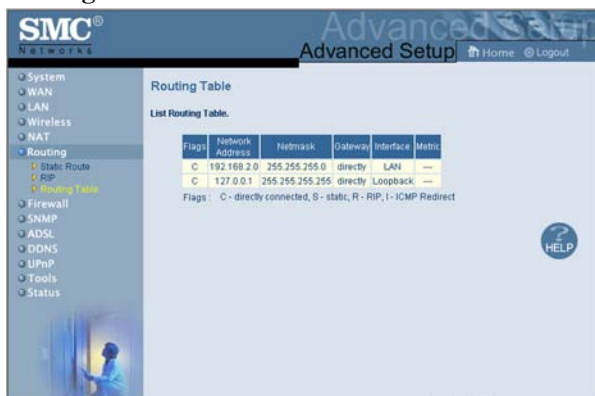 SMC®
Networks
Advanced Setup
Advanced Setup
Home
Logout
System
WAN
LAN
Wireless
NAT
Routing
Static Route
RIP
Routing Table
Firewall
SNMP
ADSL
DDNS
UPnP
Tools
Status
Routing Table
List Routing Table.
Flags Network Address Netmask Gateway Interface Metric
C 192.168.2.0 255.255.255.0 directly LAN ---
C 127.0.0.1 255.255.255.255 directly Loopback ---
Flags : C - directly connected, S - static, R - RIP, I - ICMP Redirect
HELP